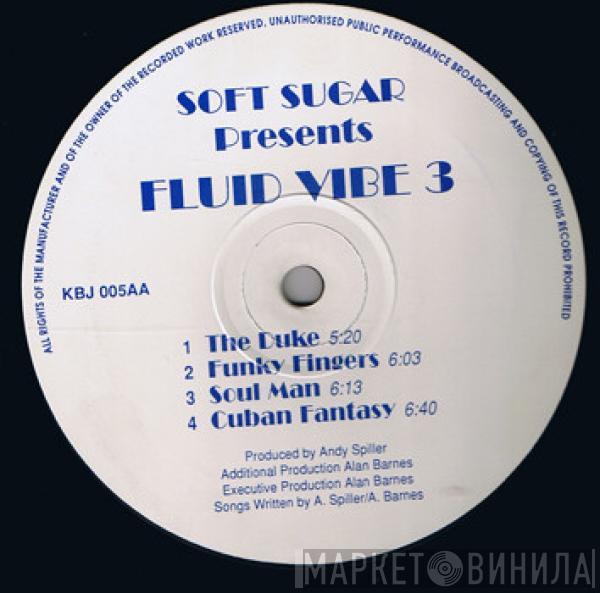 ALL RIGHTS OF THE MANUFACTURER AND OF THE OWNER OF THE RECORDED WORK RESERVED. UNAUTHORISED PUBLIC PERFORMANCE BROADCASTING AND COPYING OF THIS RECORD PROHIBITED
SOFT SUGAR
Presents
FLUID VIBE 3
KBJ 005AA
1 The Duke 5:20
2 Funky Fingers 6:03
3 Soul Man 6:13
4 Cuban Fantasy 6:40
Produced by Andy Spiller
Additional Production Alan Barnes
Executive Production Alan Barnes
Songs Written by A. Spiller/A. Barnes
МАРКЕТ ВИНИЛА